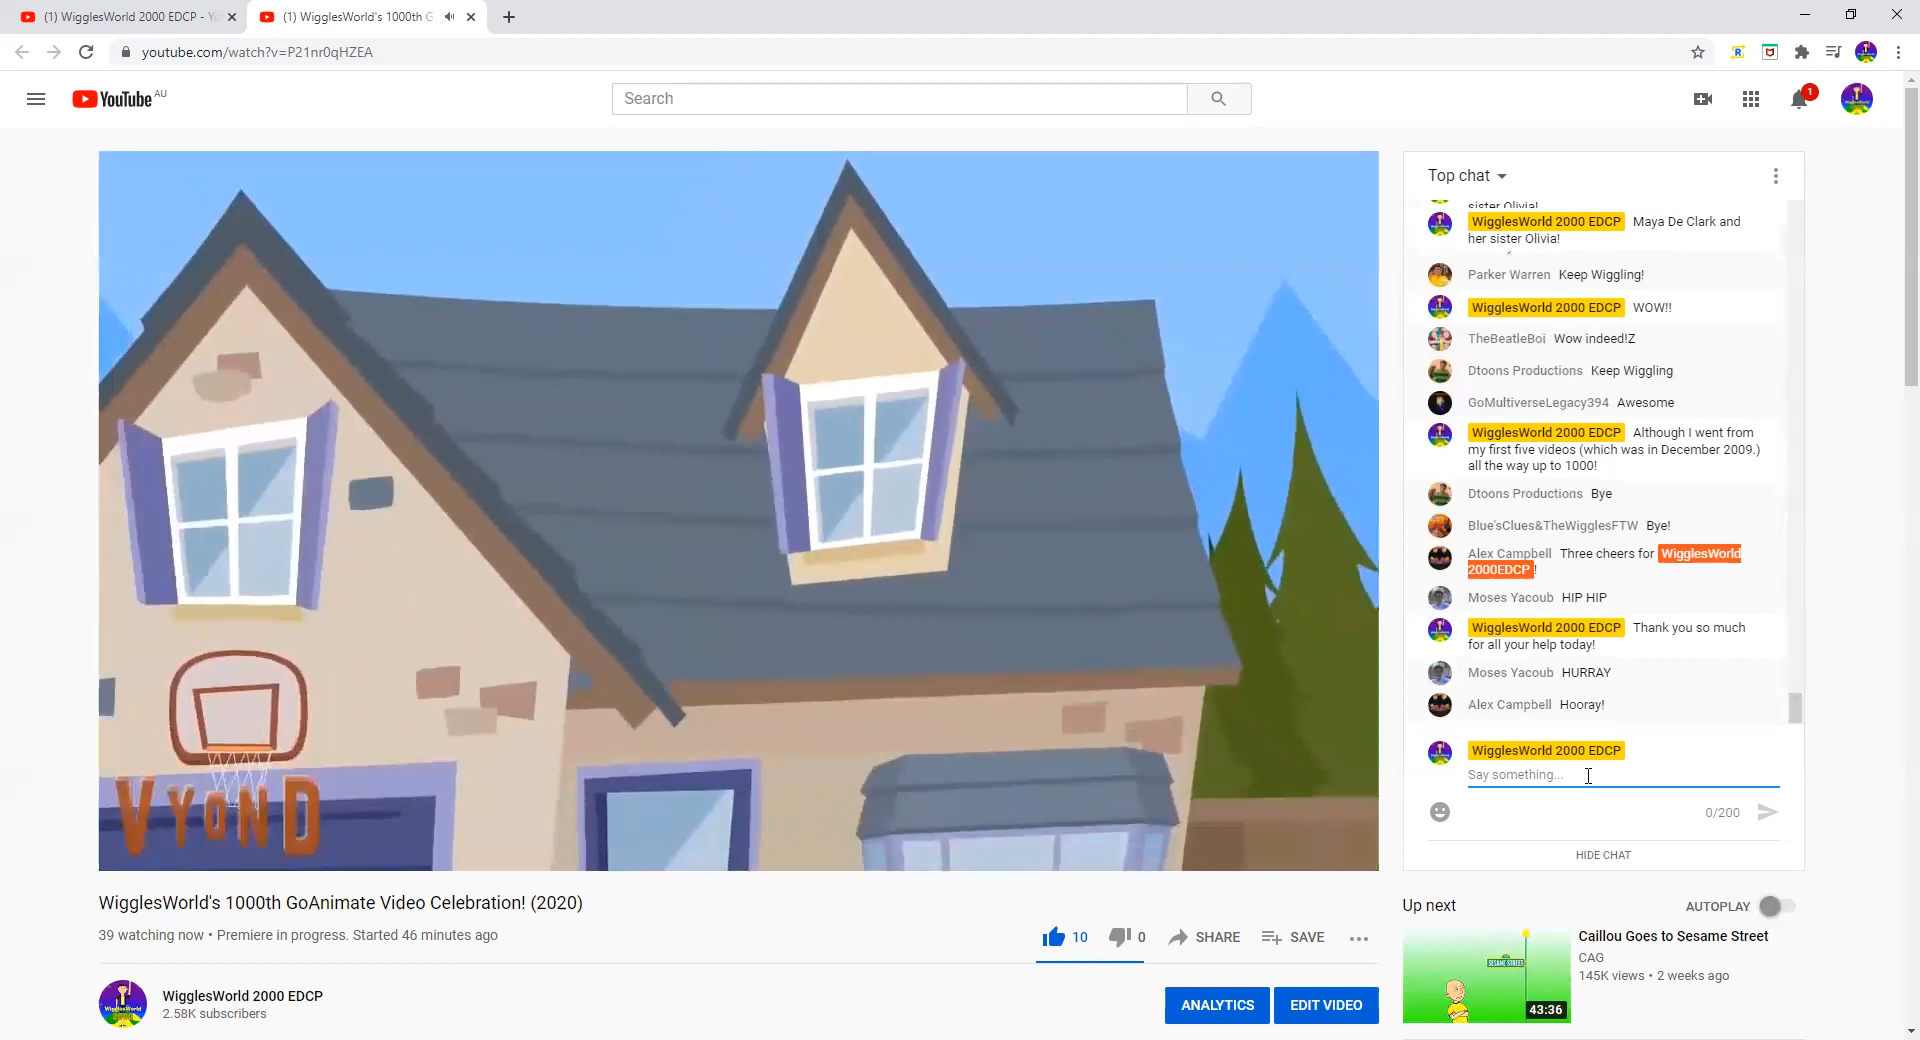 (1) WigglesWorld 2000 EDCP - Yo
(1) WigglesWorld's 1000th G
youtube.com/watch?v=P21nr0qHZEA
YouTube AU
Search
1
Top chat
sister Olivia!
WigglesWorld 2000 EDCP Maya De Clark and
her sister Olivia!
Parker Warren Keep Wiggling!
WigglesWorld 2000 EDCP WOW!!
TheBeatleBoi Wow indeed!Z
Dtoons Productions Keep Wiggling
GoMultiverseLegacy394 Awesome
WigglesWorld 2000 EDCP Although I went from
my first five videos (which was in December 2009.)
all the way up to 1000!
Dtoons Productions Bye
Blue'sClues&TheWigglesFTW Bye!
Alex Campbell Three cheers for WigglesWorld
2000EDCP !
Moses Yacoub HIP HIP
WigglesWorld 2000 EDCP Thank you so much
for all your help today!
Moses Yacoub HURRAY
Alex Campbell Hooray!
WigglesWorld 2000 EDCP
Say something...
0/200
HIDE CHAT
VYOND
WigglesWorld's 1000th GoAnimate Video Celebration! (2020)
39 watching now • Premiere in progress. Started 46 minutes ago
10 0 SHARE SAVE
WigglesWorld 2000 EDCP
2.58K subscribers
ANALYTICS EDIT VIDEO
Up next AUTOPLAY
SESAME STREET
43:36
Caillou Goes to Sesame Street
CAG
145K views • 2 weeks ago